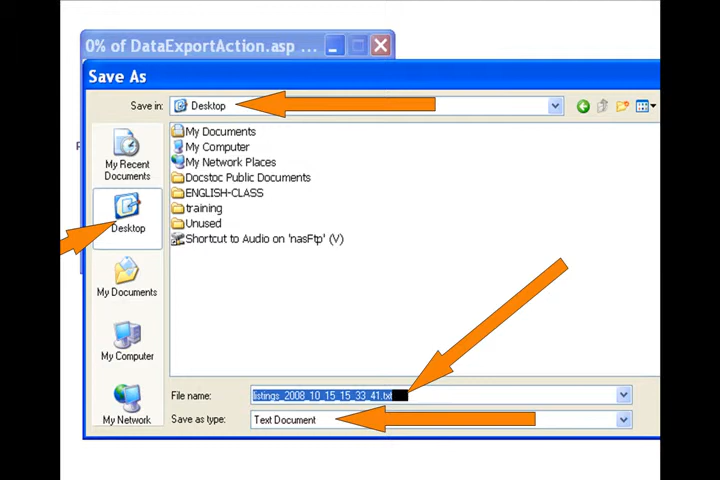 0% of DataExportAction.asp ...
Save As
Save in:
Desktop
My Recent
Documents
Desktop
My Documents
My Computer
My Network
My Documents
My Computer
My Network Places
Docstoc Public Documents
ENGLISH-CLASS
training
Unused
Shortcut to Audio on 'nasFtp' (V)
File name:
listings_2008_10_15_15_33_41.txt
Save as type:
Text Document